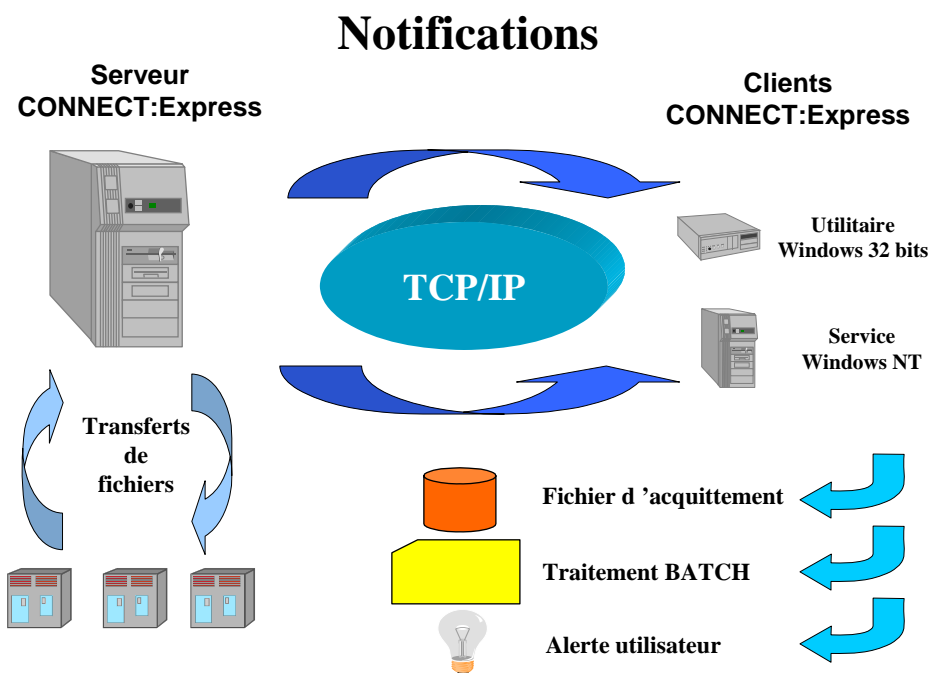 Notifications
Serveur
CONNECT:Express
Clients
CONNECT:Express
Utilitaire
Windows 32 bits
TCP/IP
Service
Windows NT
Transferts
de
fichiers
Fichier d ’acquittement
Traitement BATCH
Alerte utilisateur